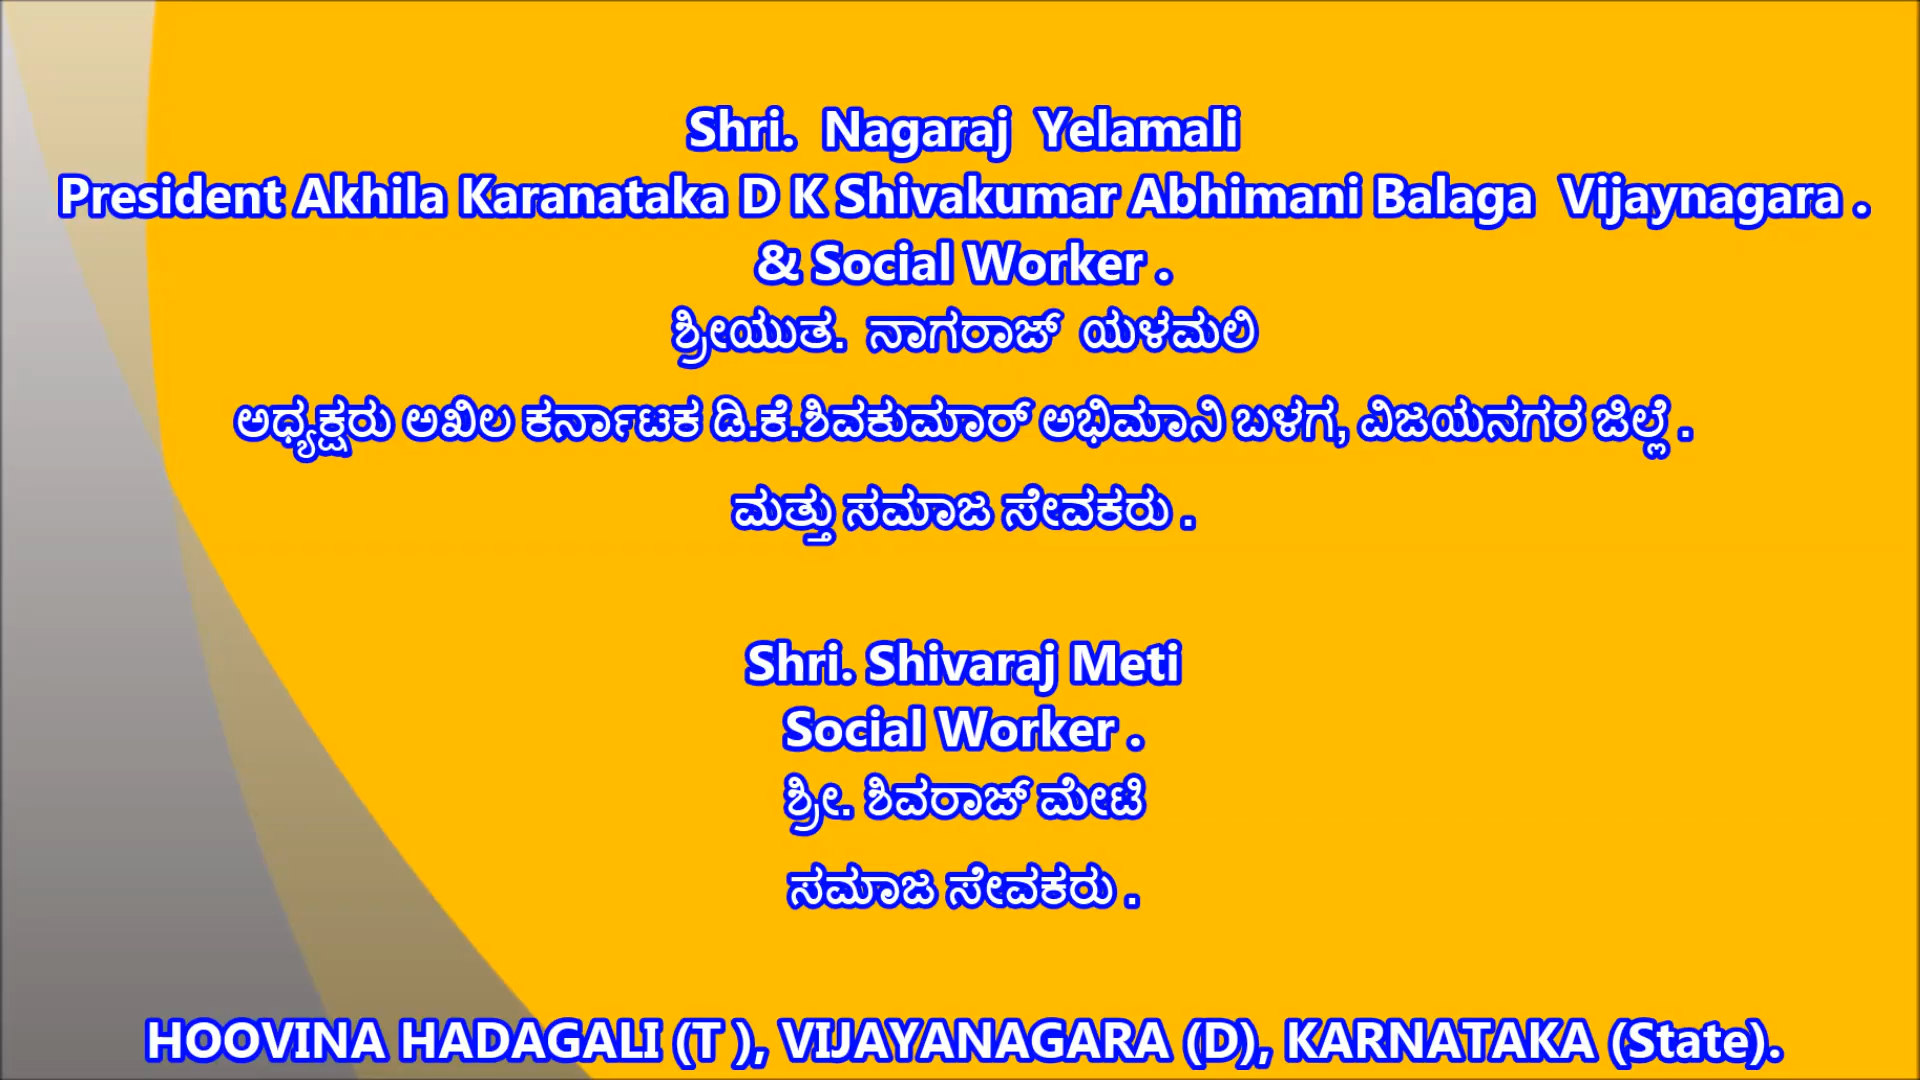 Shri. Nagaraj Yelamali
President Akhila Karanataka D K Shivakumar Abhimani Balaga Vijaynagara .
& Social Worker .
ಶ್ರೀಯುತ. ನಾಗರಾಜ್ ಯಳಮಲಿ
ಅಧ್ಯಕ್ಷರು ಅಖಿಲ ಕರ್ನಾಟಕ ಡಿ.ಕೆ.ಶಿವಕುಮಾರ್ ಅಭಿಮಾನಿ ಬಳಗ, ವಿಜಯನಗರ ಜಿಲ್ಲೆ .
ಮತ್ತು ಸಮಾಜ ಸೇವಕರು .
Shri. Shivaraj Meti
Social Worker .
ಶ್ರೀ. ಶಿವರಾಜ್ ಮೇಟಿ
ಸಮಾಜ ಸೇವಕರು .
HOOVINA HADAGALI (T ), VIJAYANAGARA (D), KARNATAKA (State).